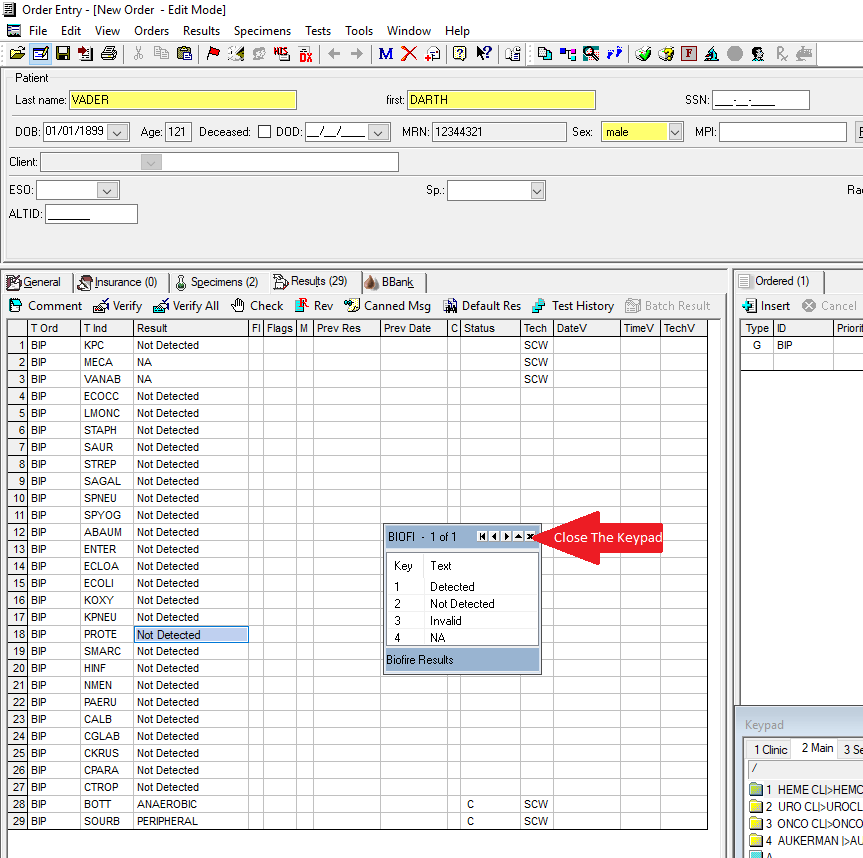 Order Entry - [New Order - Edit Mode]
File Edit View Orders Results Specimens Tests Tools Window Help
Patient
Last name: VADER first: DARTH SSN: ___-__-____
DOB: 01/01/1899 Age: 121 Deceased: DOD: __/__/____ MRN: 12344321 Sex: male MPI:
Client:
ESO: Sp.: Rac
ALTID: _______
General Insurance (0) Specimens (2) Results (29) BBank Ordered (1)
Comment Verify Verify All Check Rev Canned Msg Default Res Test History Batch Result Insert Cancel
T Ord T Ind Result Fl Flags M Prev Res Prev Date C Status Tech DateV TimeV TechV Type ID Priorit
1 BIP KPC Not Detected SCW G BIP
2 BIP MECA NA SCW
3 BIP VANAB NA SCW
4 BIP ECOCC Not Detected
5 BIP LMONC Not Detected
6 BIP STAPH Not Detected
7 BIP SAUR Not Detected
8 BIP STREP Not Detected
9 BIP SAGAL Not Detected
10 BIP SPNEU Not Detected
11 BIP SPYOG Not Detected
12 BIP ABAUM Not Detected
13 BIP ENTER Not Detected
14 BIP ECLOA Not Detected
15 BIP ECOLI Not Detected
16 BIP KOXY Not Detected
17 BIP KPNEU Not Detected
18 BIP PROTE Not Detected
19 BIP SMARC Not Detected
20 BIP HINF Not Detected
21 BIP NMEN Not Detected
22 BIP PAERU Not Detected
23 BIP CALB Not Detected
24 BIP CGLAB Not Detected
25 BIP CKRUS Not Detected
26 BIP CPARA Not Detected
27 BIP CTROP Not Detected
28 BIP BOTT ANAEROBIC C SCW
29 BIP SOURB PERIPHERAL C SCW
BIOFI - 1 of 1
Close The Keypad
Key Text
1 Detected
2 Not Detected
3 Invalid
4 NA
Biofire Results
Keypad
1 Clinic 2 Main 3 Se
/
1 HEME CLI>HEMC
2 URO CLI>UROCL
3 ONCO CLI>ONCO
4 AUKERMAN I>AU